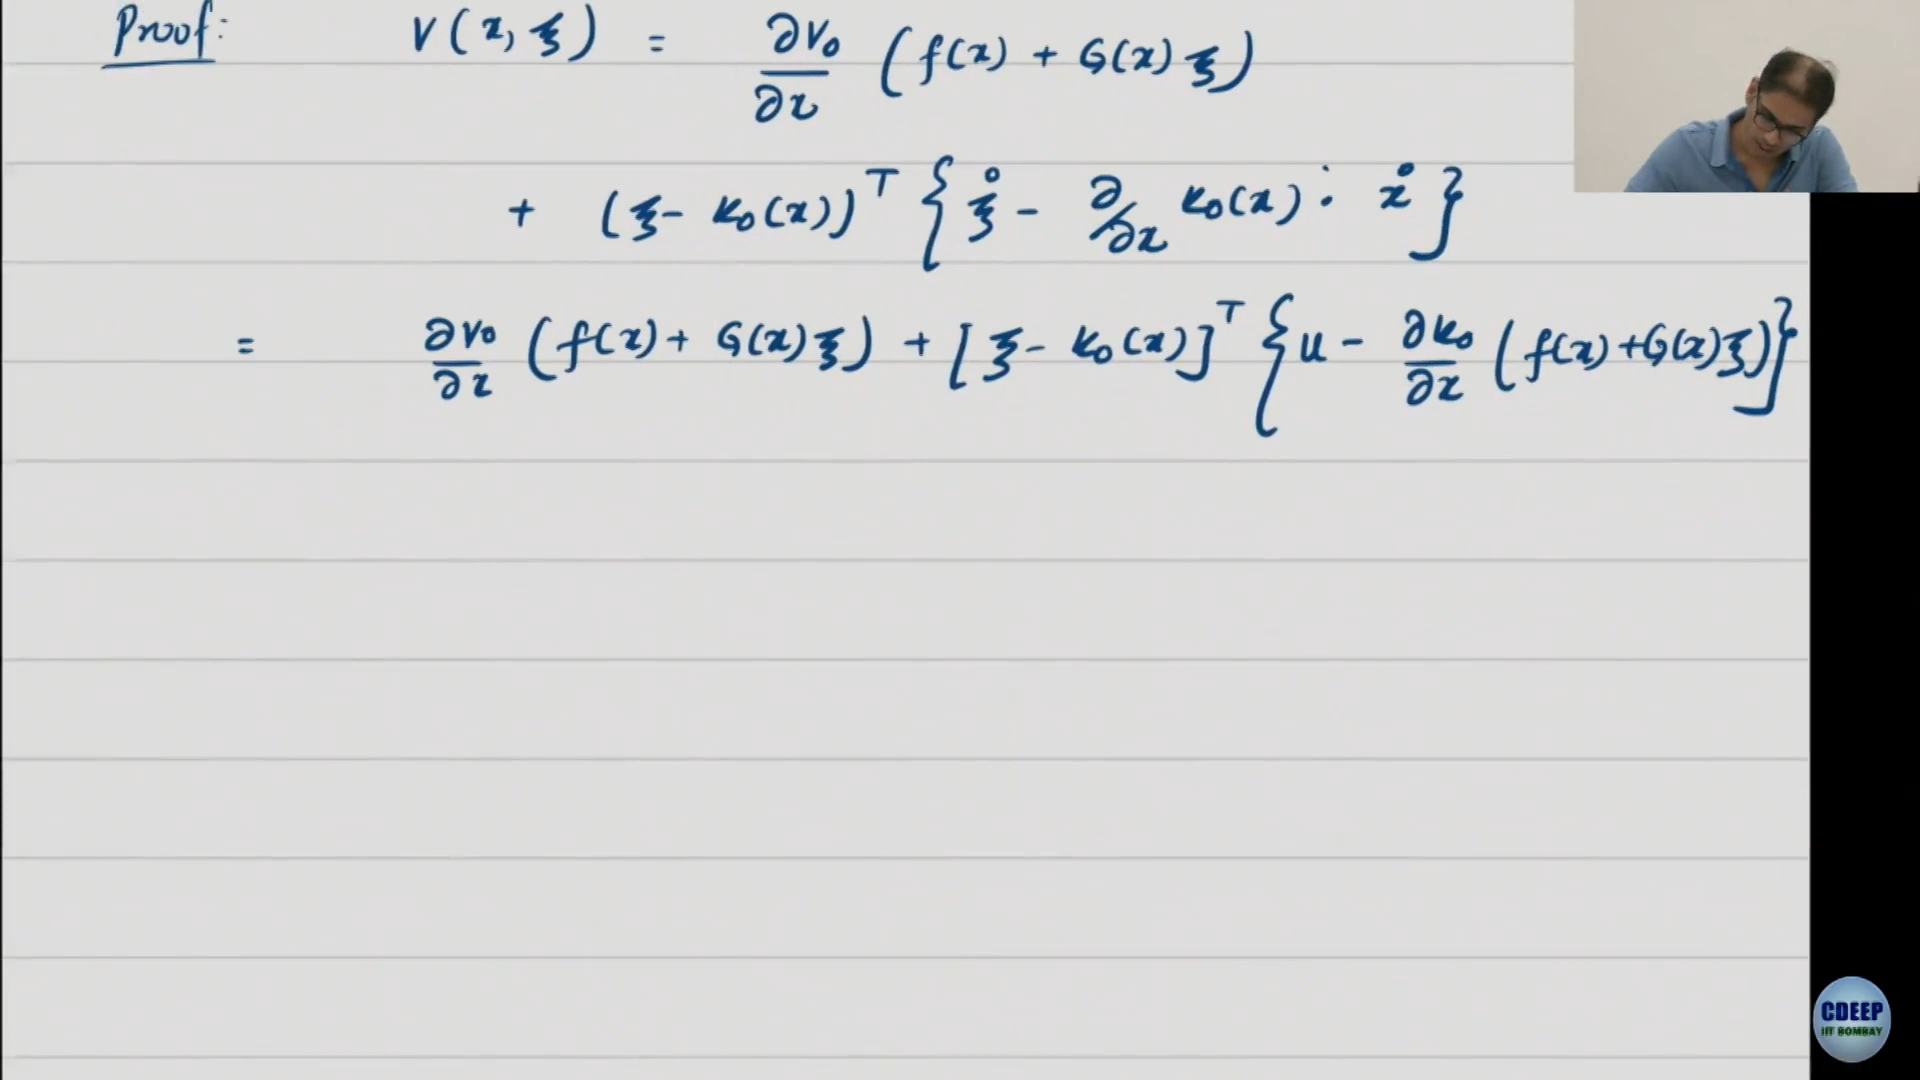 Proof: V(x, ξ) = ∂V₀/∂x (f(x) + G(x) ξ)
+ (ξ - k₀(x))ᵀ { ξ̇ - ∂/∂x k₀(x) · ẋ }
= ∂V₀/∂x (f(x) + G(x) ξ) + [ξ - k₀(x)]ᵀ { u - ∂k₀/∂x (f(x) + G(x) ξ) }
CDEEP
IIT BOMBAY